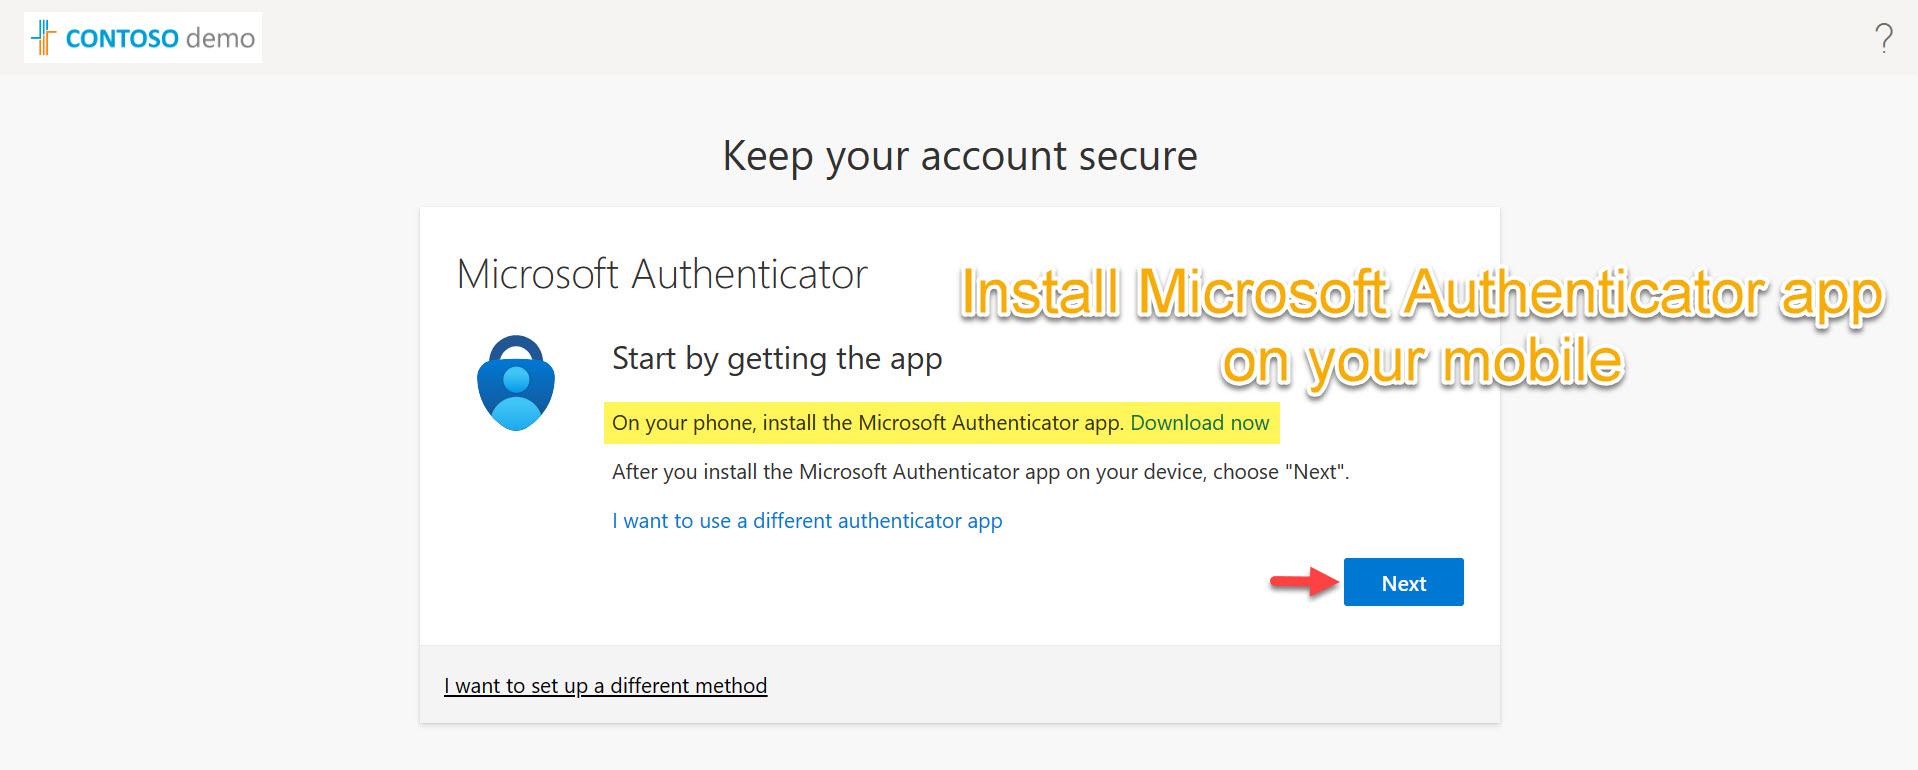 CONTOSO demo
?
Keep your account secure
Microsoft Authenticator
Install Microsoft Authenticator app
on your mobile
Start by getting the app
On your phone, install the Microsoft Authenticator app. Download now
After you install the Microsoft Authenticator app on your device, choose "Next".
I want to use a different authenticator app
Next
I want to set up a different method